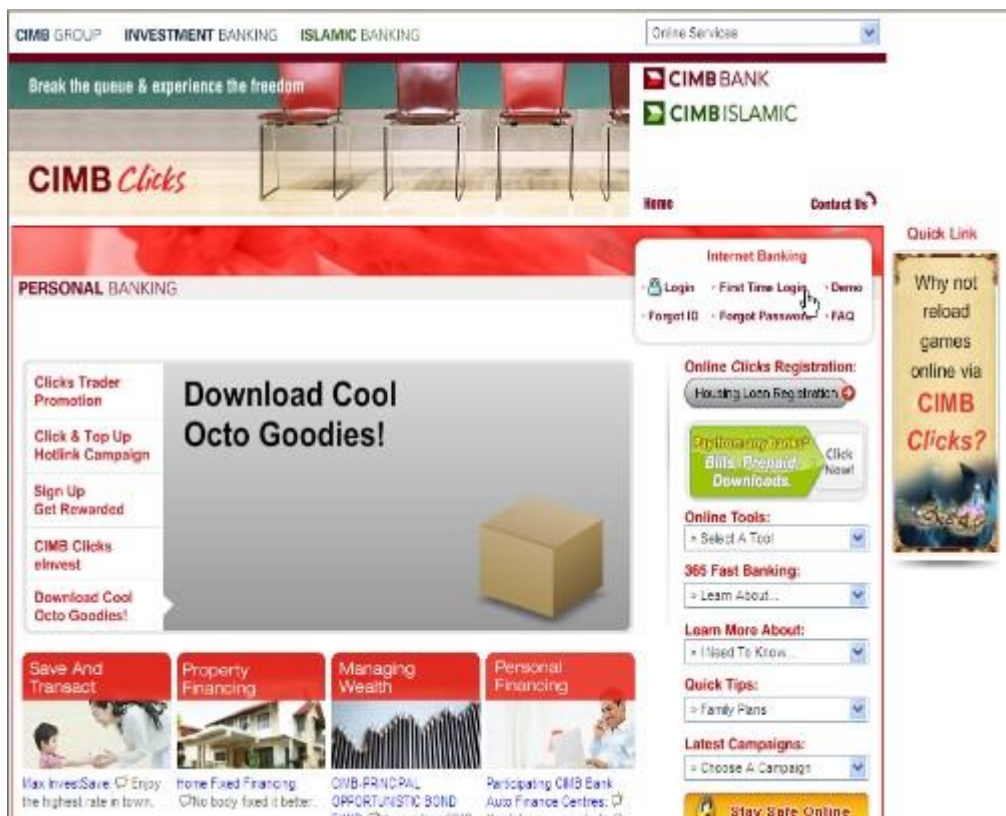 CIMB GROUP INVESTMENT BANKING ISLAMIC BANKING
Online Services
Break the queue & experience the freedom
CIMB Clicks
CIMB BANK
CIMB ISLAMIC
Home Contact Us
PERSONAL BANKING
Internet Banking
Login First Time Login Demo
Forgot ID Forgot Password FAQ
Quick Link
Why not
reload
games
online via
CIMB
Clicks?
Clicks Trader
Promotion
Click & Top Up
Hotlink Campaign
Sign Up
Get Rewarded
CIMB Clicks
eInvest
Download Cool
Octo Goodies!
Download Cool
Octo Goodies!
Online Clicks Registration:
Housing Loan Registration
Pay from any banks?
Bills. Prepaid.
Downloads.
Click
Now!
Online Tools:
» Select A Tool
365 Fast Banking:
» Learn About...
Learn More About:
» I Need To Know...
Quick Tips:
» Family Plans
Latest Campaigns:
» Choose A Campaign
Stay Safe Online
Save And
Transact
Property
Financing
Managing
Wealth
Personal
Financing
Max InvestSave. Enjoy
the highest rate in town.
Home Fixed Financing.
No body fixed it better.
CIMB-PRINCIPAL
OPPORTUNISTIC BOND
Participating CIMB Bank
Auto Finance Centres: